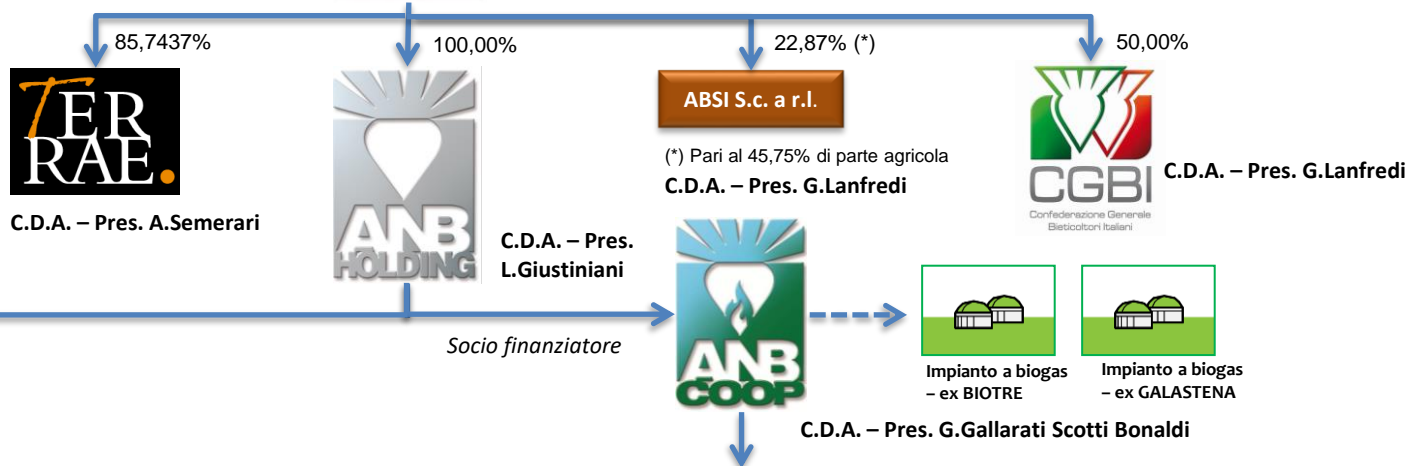 85,7437%
100,00%
22,87% (*)
50,00%
TER
RAE.
ABSI S.c. a r.l.
(*) Pari al 45,75% di parte agricola
C.D.A. – Pres. G.Lanfredi
CGBI
Confederazione Generale
Bieticoltori Italiani
C.D.A. – Pres. G.Lanfredi
C.D.A. – Pres. A.Semerari
ANB
HOLDING
C.D.A. – Pres.
L.Giustiniani
Socio finanziatore
ANB
COOP
Impianto a biogas
– ex BIOTRE
Impianto a biogas
– ex GALASTENA
C.D.A. – Pres. G.Gallarati Scotti Bonaldi